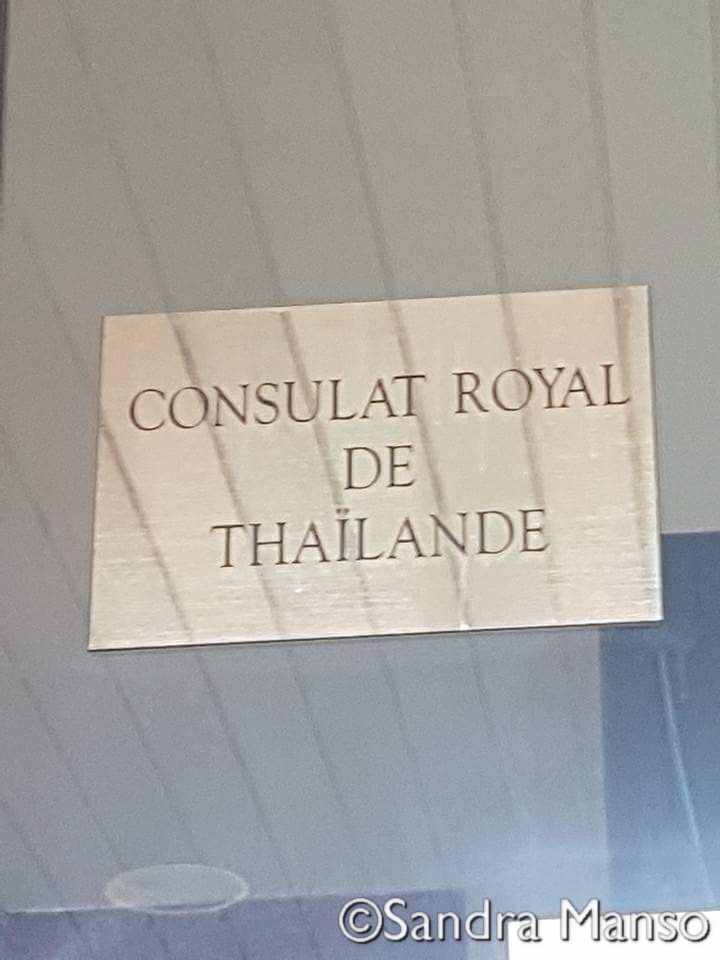 CONSULAT ROYAL
DE
THAÏLANDE
©Sandra Manso